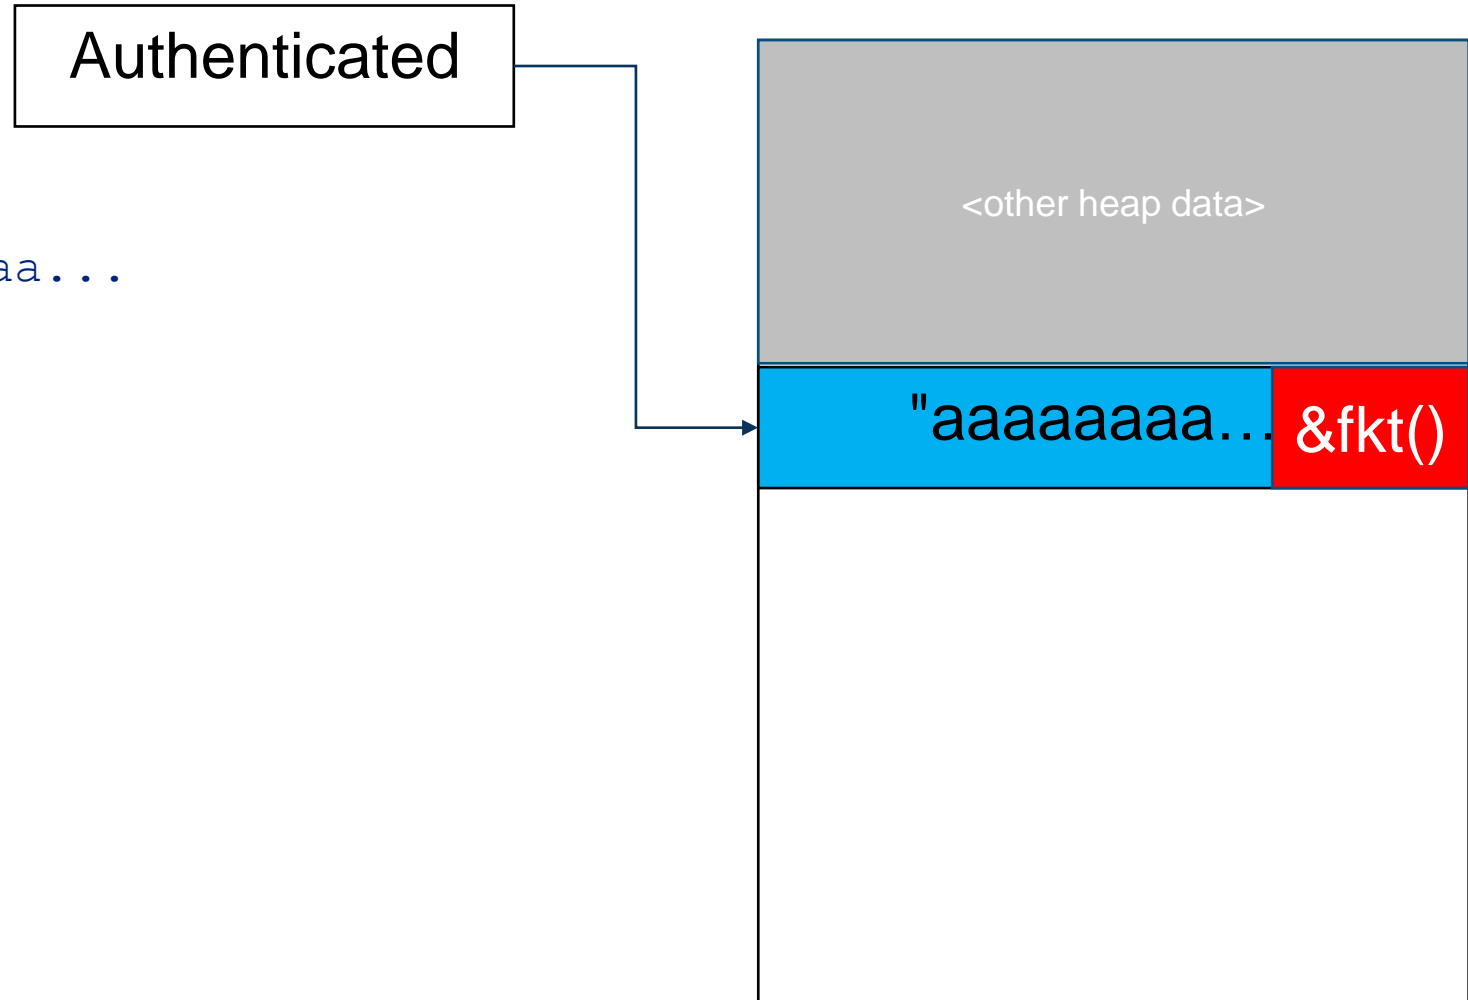 Authenticated
<other heap data>
aa...
"aaaaaaaa...
&fkt()